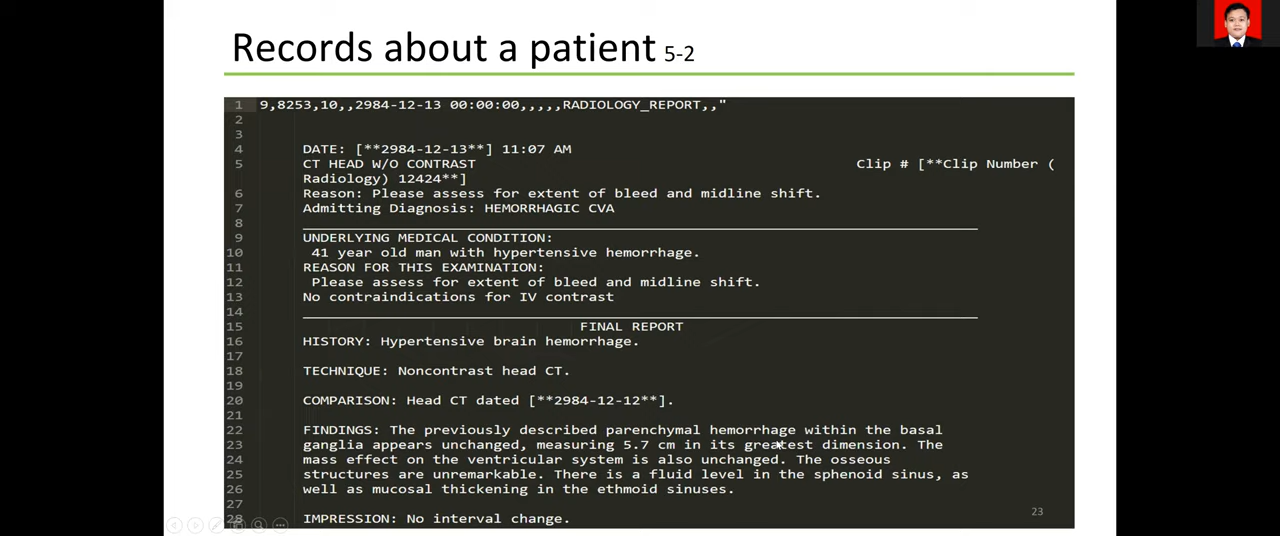 Records about a patient 5-2
1 9,8253,10,,2984-12-13 00:00:00,,,,,RADIOLOGY_REPORT,,"
2
3
4 DATE: [**2984-12-13**] 11:07 AM
5 CT HEAD W/O CONTRAST Clip # [**Clip Number (
Radiology) 12424**]
6 Reason: Please assess for extent of bleed and midline shift.
7 Admitting Diagnosis: HEMORRHAGIC CVA
8
9 UNDERLYING MEDICAL CONDITION:
10 41 year old man with hypertensive hemorrhage.
11 REASON FOR THIS EXAMINATION:
12 Please assess for extent of bleed and midline shift.
13 No contraindications for IV contrast
14
15 FINAL REPORT
16 HISTORY: Hypertensive brain hemorrhage.
17
18 TECHNIQUE: Noncontrast head CT.
19
20 COMPARISON: Head CT dated [**2984-12-12**].
21
22 FINDINGS: The previously described parenchymal hemorrhage within the basal
23 ganglia appears unchanged, measuring 5.7 cm in its greatest dimension. The
24 mass effect on the ventricular system is also unchanged. The osseous
25 structures are unremarkable. There is a fluid level in the sphenoid sinus, as
26 well as mucosal thickening in the ethmoid sinuses.
27
28 IMPRESSION: No interval change.
23